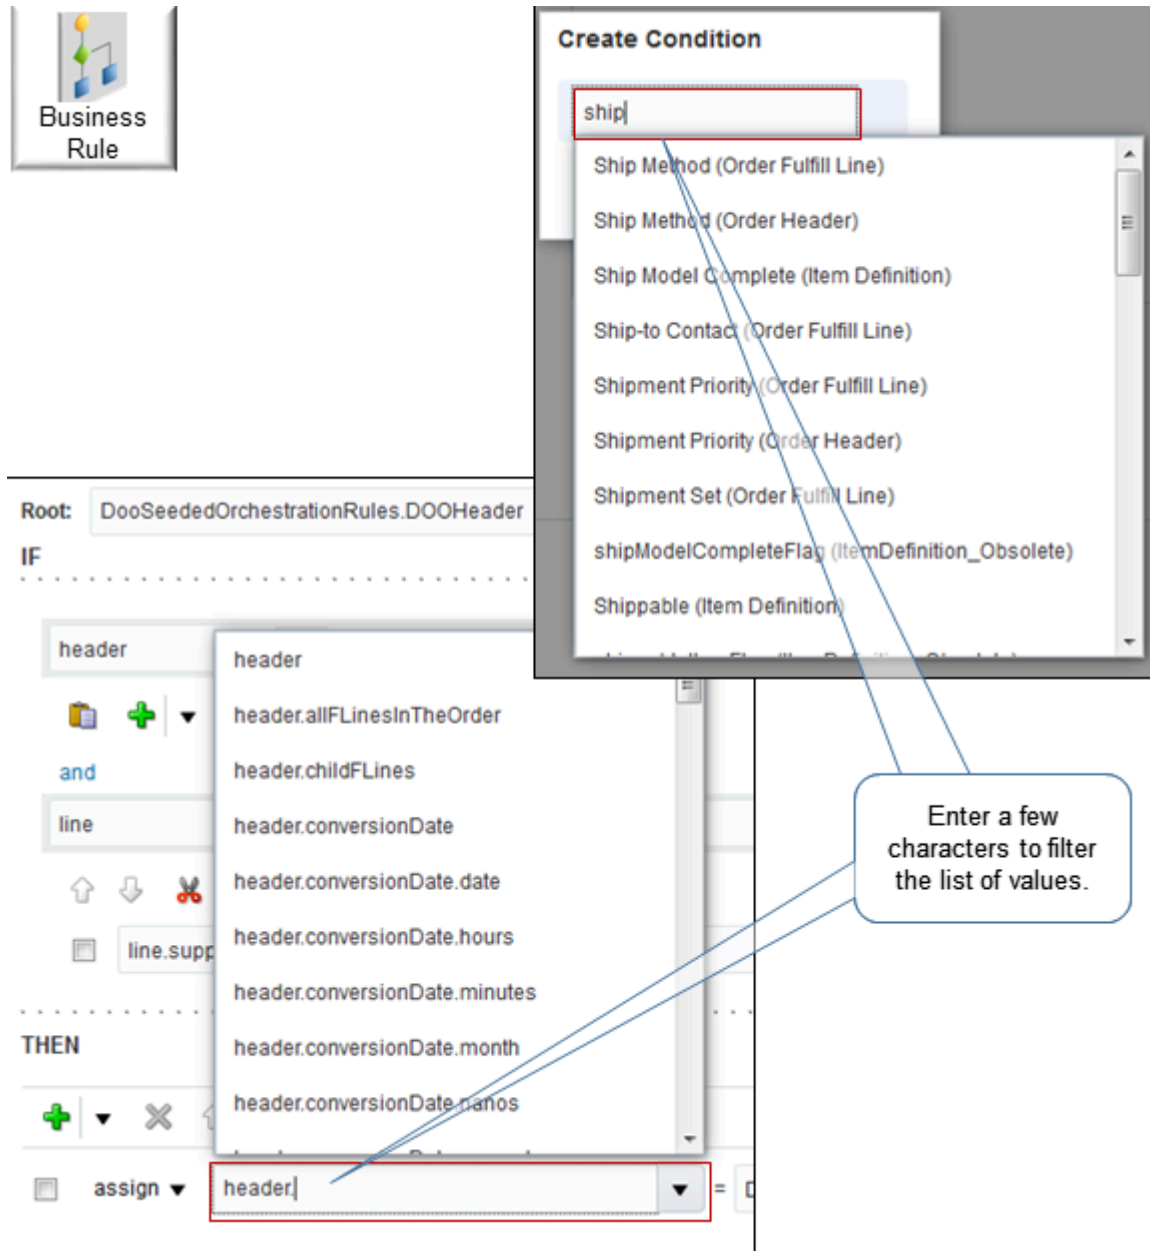 Business
Rule
Create Condition
ship
Ship Method (Order Fulfill Line)
Ship Method (Order Header)
Ship Model Complete (Item Definition)
Ship-to Contact (Order Fulfill Line)
Shipment Priority (Order Fulfill Line)
Shipment Priority (Order Header)
Shipment Set (Order Fulfill Line)
shipModelCompleteFlag (ItemDefinition_Obsolete)
Shippable (Item Definition)
Root: DooSeededOrchestrationRules.DOOHeader
IF
header
header
header.allFLinesInTheOrder
and
header.childFLines
line
header.conversionDate
header.conversionDate.date
line.supp
header.conversionDate.hours
header.conversionDate.minutes
THEN
header.conversionDate.month
header.conversionDate.nanos
assign header. =
Enter a few
characters to filter
the list of values.